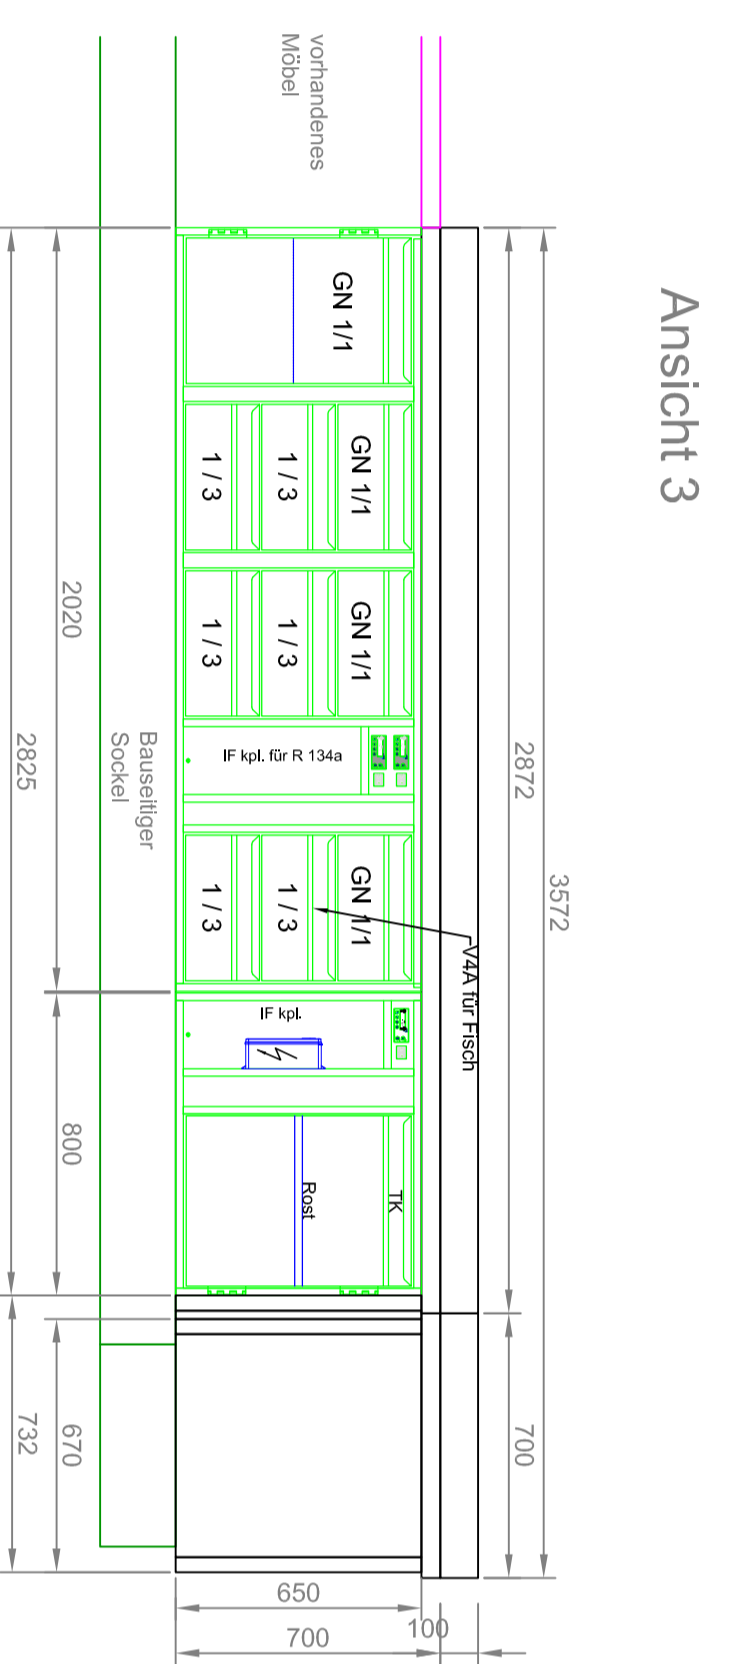 Ansicht 3
3572
2872
700
V4A für Fisch
vorhandenes
Möbel
GN 1/1
GN 1/1
1 / 3
1 / 3
GN 1/1
1 / 3
1 / 3
IF kpl. für R 134a
GN 1/1
1 / 3
1 / 3
IF kpl.
TK
Rost
Bauseitiger
Sockel
2020
800
670
2825
732
650
700
100